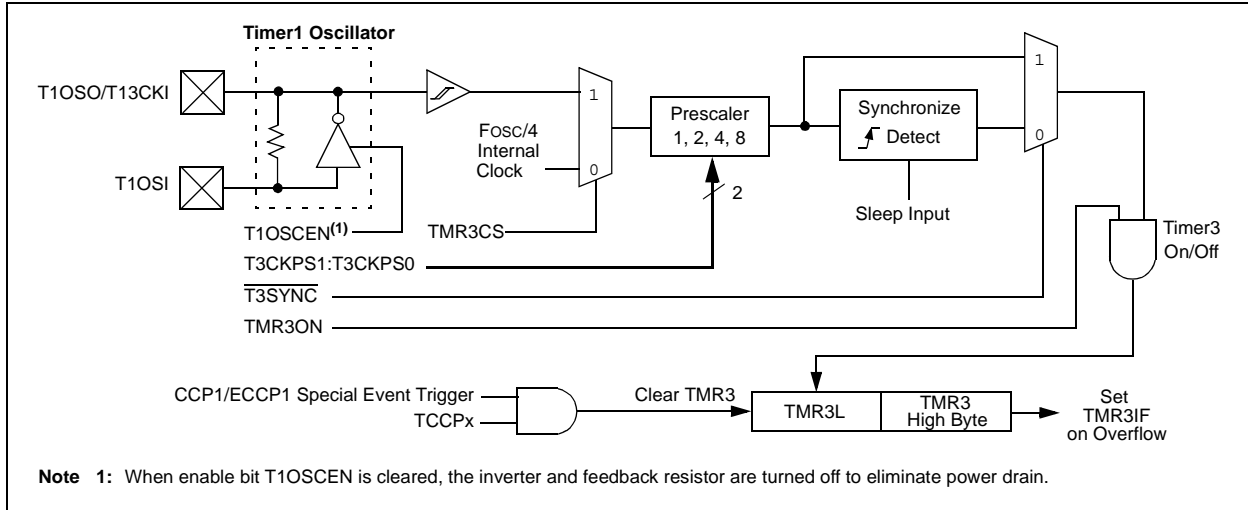 Timer1 Oscillator
T1OSO/T13CKI
T1OSI
1
FOSC/4
Internal
Clock
0
Prescaler
1, 2, 4, 8
2
Synchronize
Detect
Sleep Input
1
0
Timer3
On/Off
T1OSCEN(1)
TMR3CS
T3CKPS1:T3CKPS0
T3SYNC
TMR3ON
CCP1/ECCP1 Special Event Trigger
TCCPx
Clear TMR3
TMR3L
TMR3
High Byte
Set
TMR3IF
on Overflow
Note 1: When enable bit T1OSCEN is cleared, the inverter and feedback resistor are turned off to eliminate power drain.